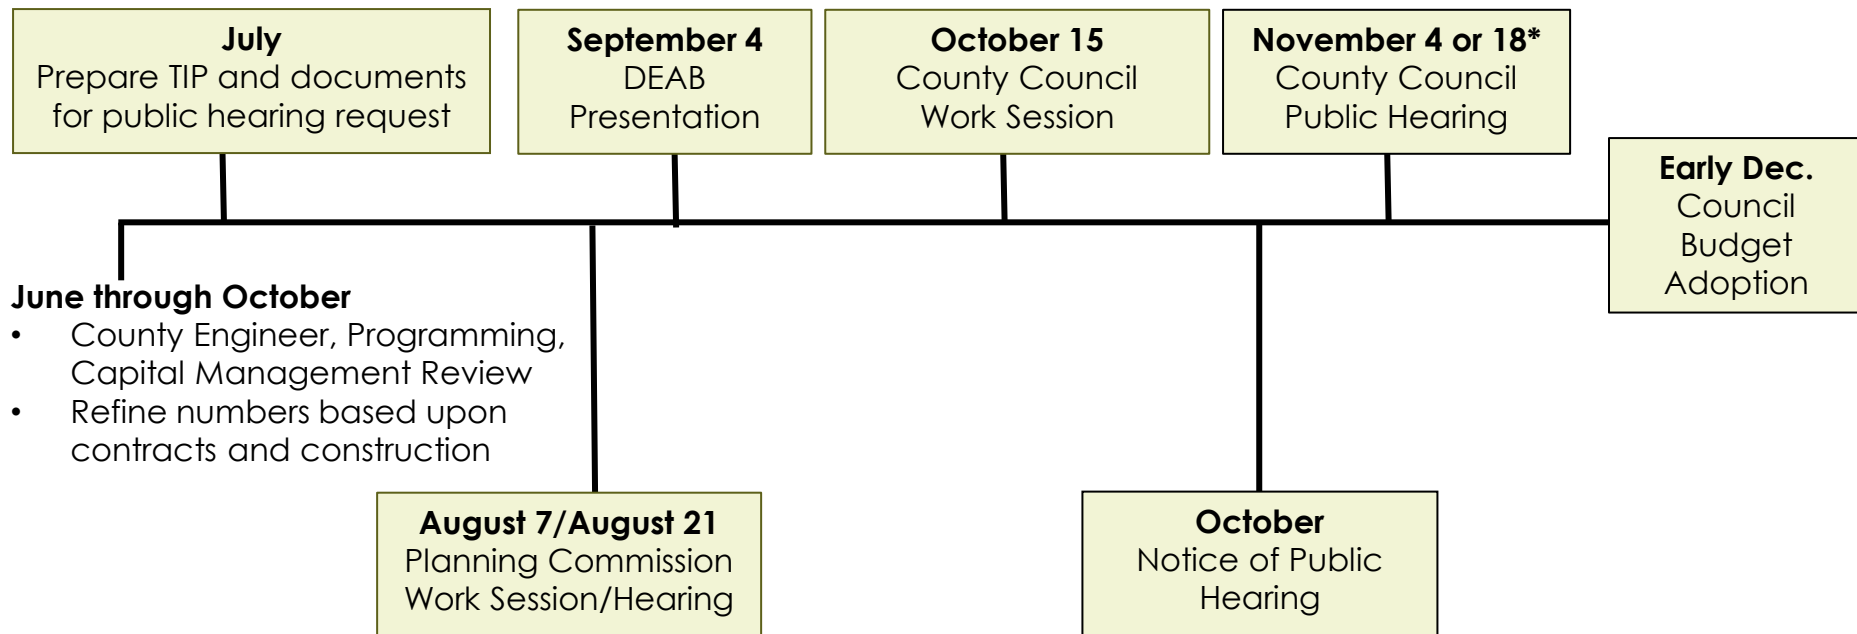 July
Prepare TIP and documents
for public hearing request
September 4
DEAB
Presentation
October 15
County Council
Work Session
November 4 or 18*
County Council
Public Hearing
Early Dec.
Council
Budget
Adoption
June through October
• County Engineer, Programming,
Capital Management Review
• Refine numbers based upon
contracts and construction
August 7/August 21
Planning Commission
Work Session/Hearing
October
Notice of Public
Hearing